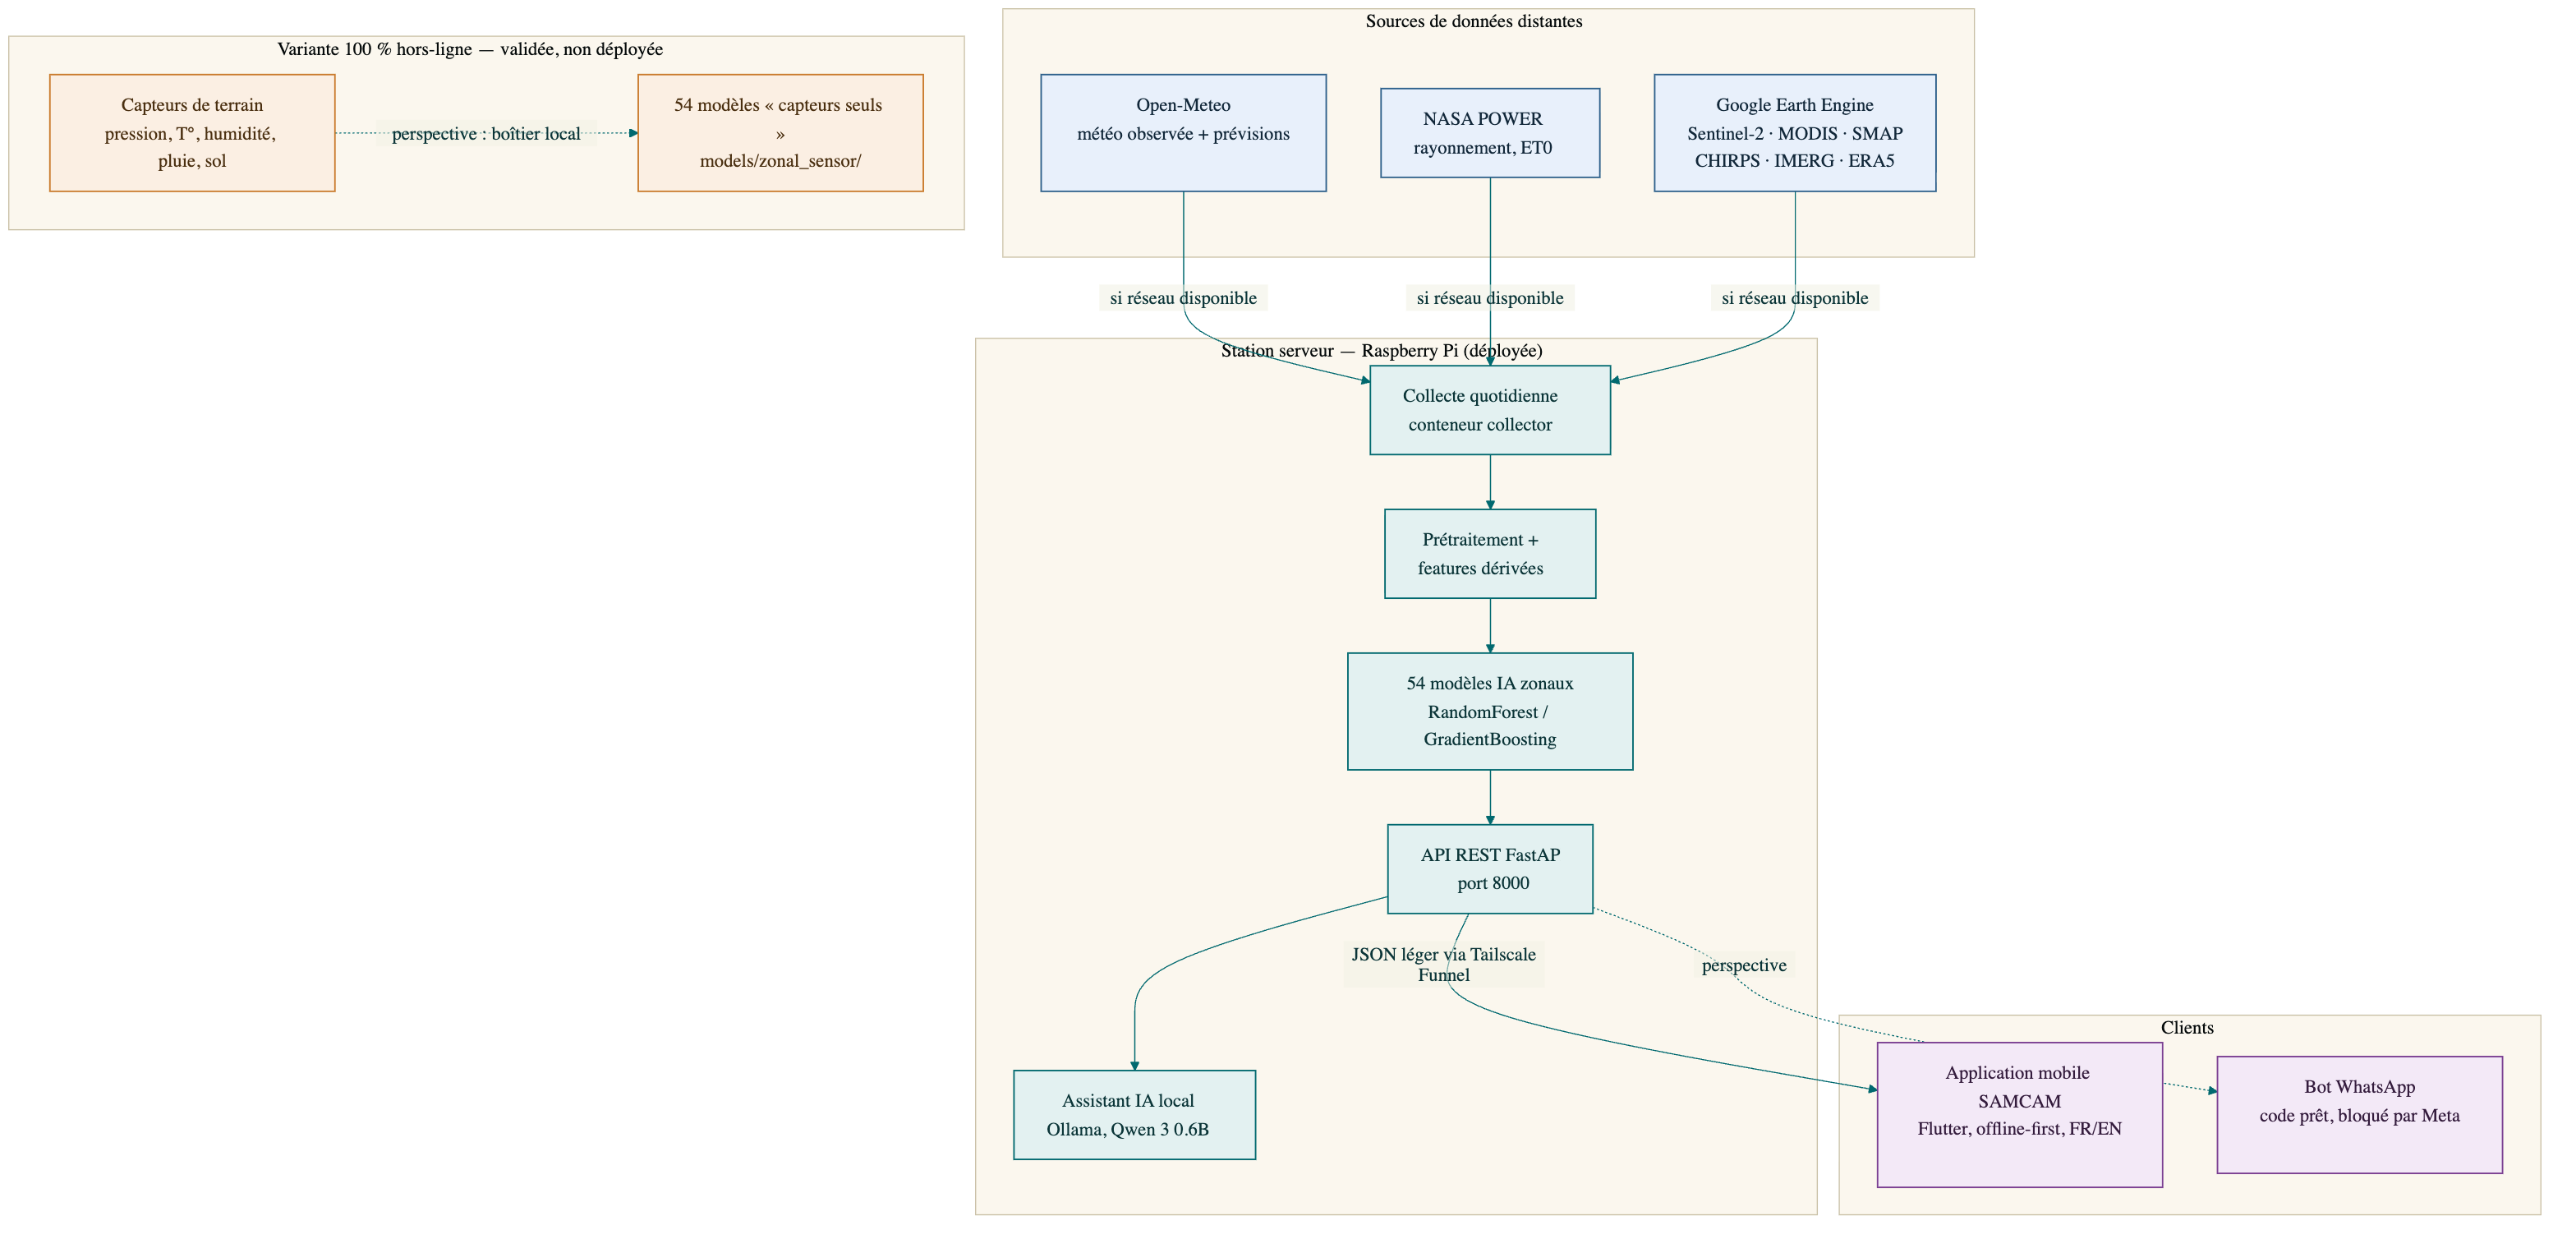 Variante 100 % hors-ligne — validée, non déployée
Capteurs de terrain
pression, T°, humidité,
pluie, sol
perspective : boîtier local
54 modèles « capteurs seuls
»
models/zonal_sensor/
Sources de données distantes
Open-Meteo
météo observée + prévisions
NASA POWER
rayonnement, ET0
Google Earth Engine
Sentinel-2 · MODIS · SMAP
CHIRPS · IMERG · ERA5
si réseau disponible
si réseau disponible
si réseau disponible
Station serveur — Raspberry Pi (déployée)
Collecte quotidienne
conteneur collector
Prétraitement +
features dérivées
54 modèles IA zonaux
RandomForest /
GradientBoosting
API REST FastAP
port 8000
JSON léger via Tailscale
Funnel
perspective
Assistant IA local
Ollama, Qwen 3 0.6B
Clients
Application mobile
SAMCAM
Flutter, offline-first, FR/EN
Bot WhatsApp
code prêt, bloqué par Meta